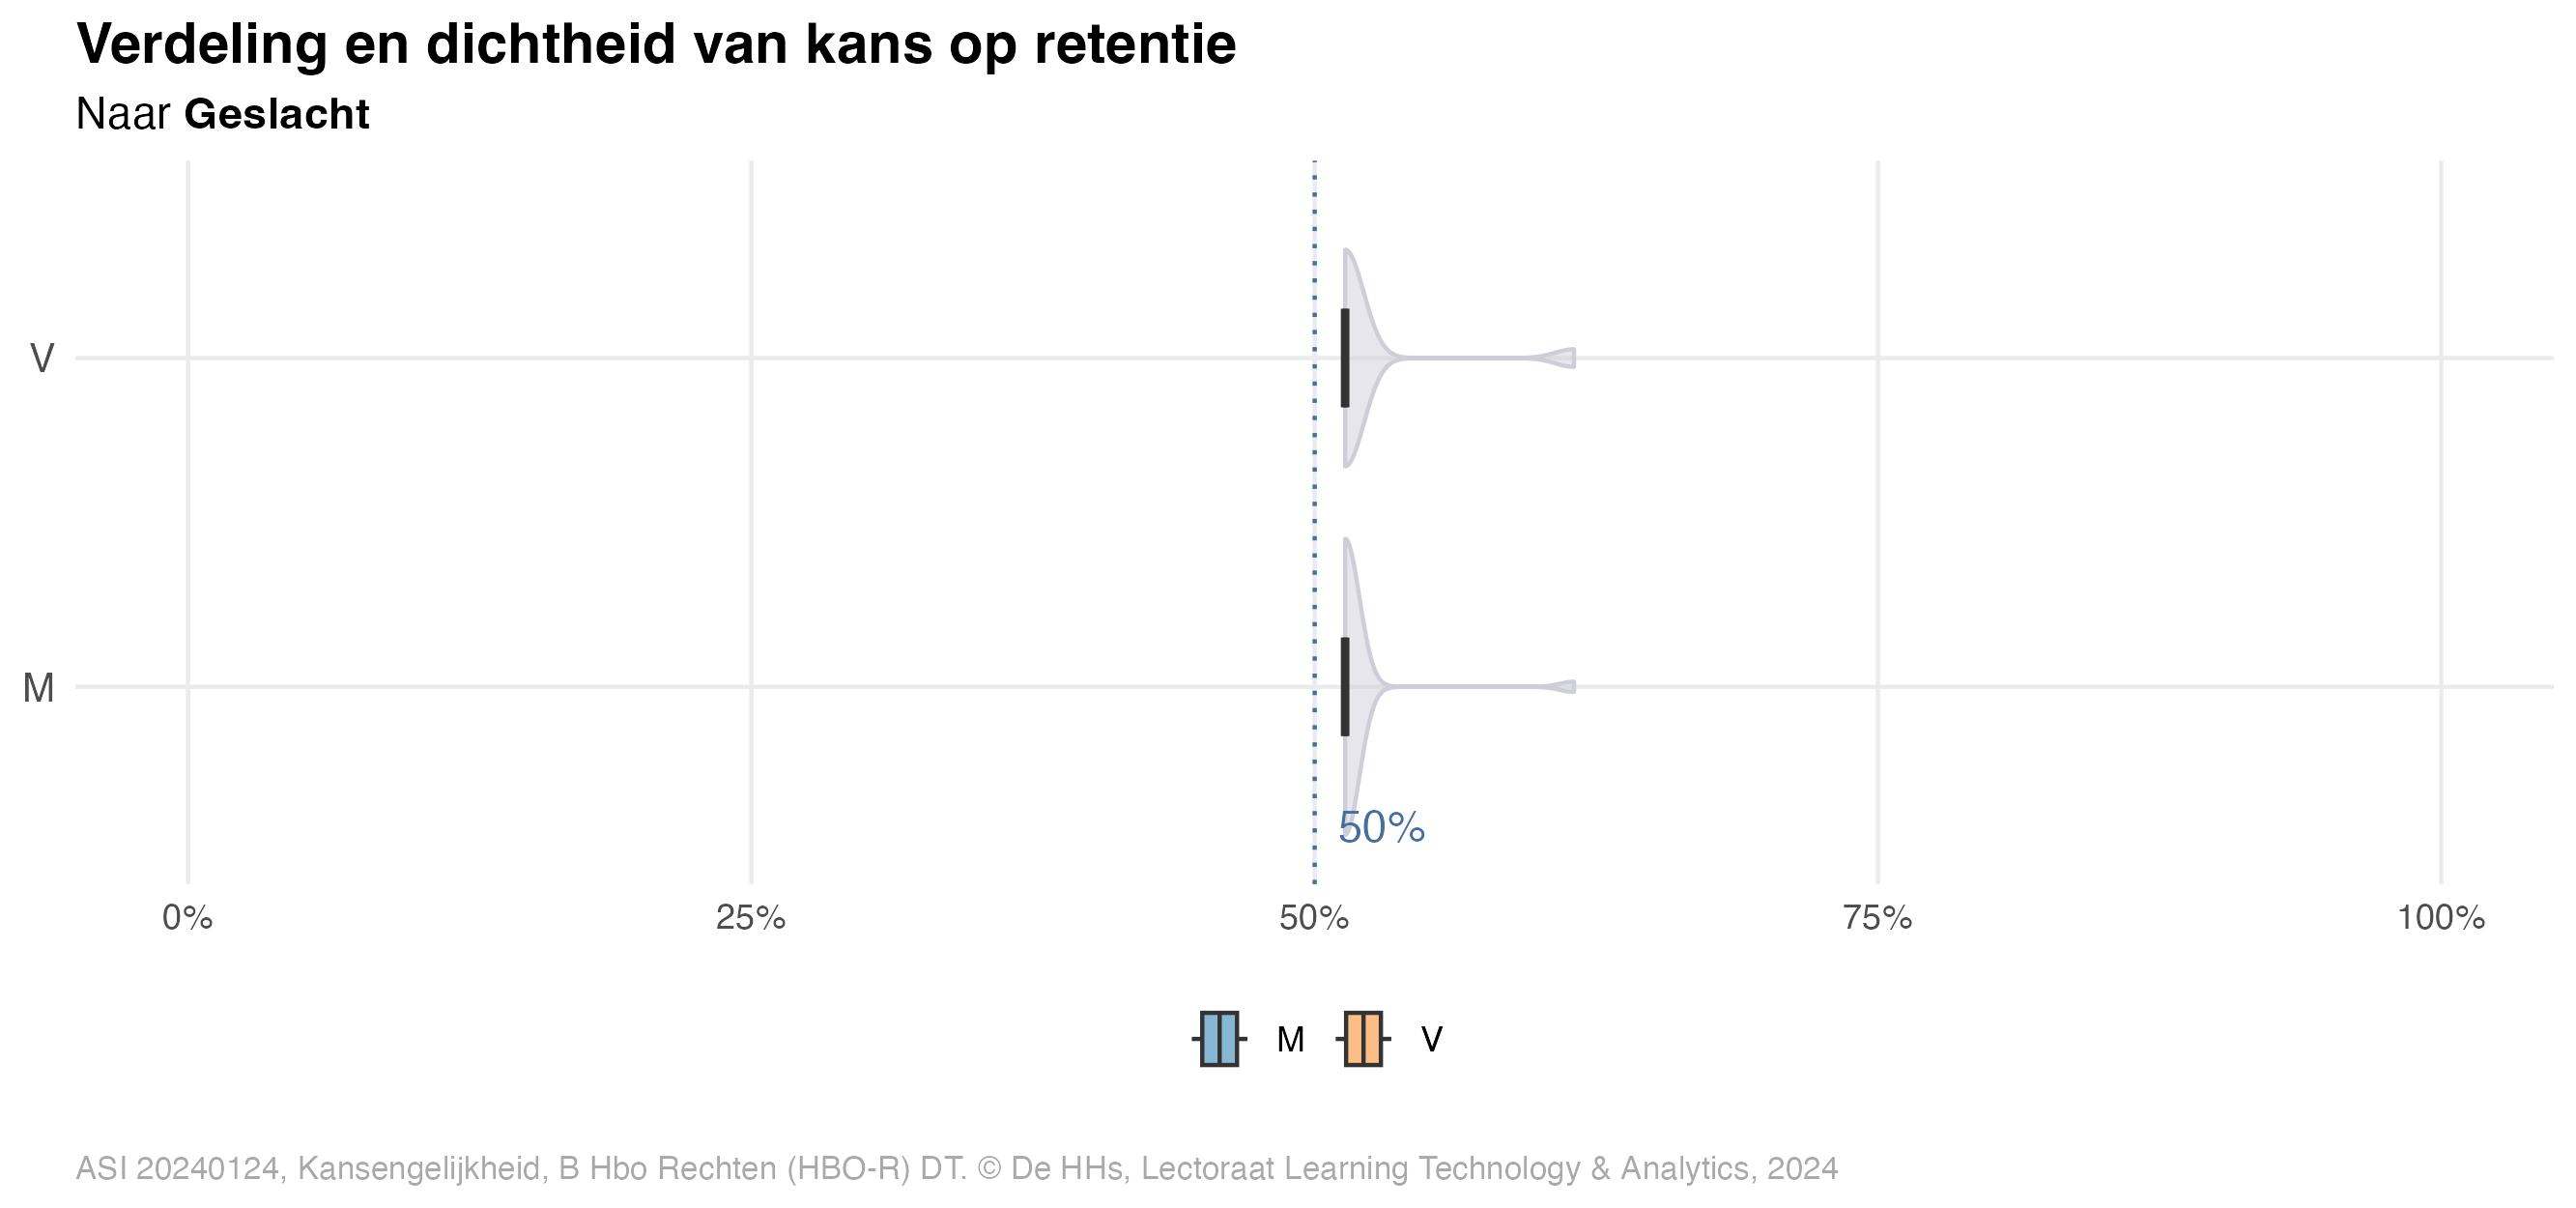 Verdeling en dichtheid van kans op retentie
Naar Geslacht
V
M
50%
0% 25% 50% 75% 100%
M V
ASI 20240124, Kansengelijkheid, B Hbo Rechten (HBO-R) DT. © De HHs, Lectoraat Learning Technology & Analytics, 2024